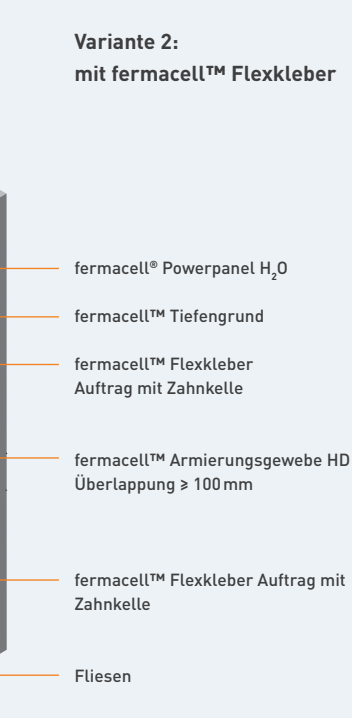 Variante 2:
mit fermacell™ Flexkleber
fermacell® Powerpanel H₂O
fermacell™ Tiefengrund
fermacell™ Flexkleber
Auftrag mit Zahnkelle
fermacell™ Armierungsgewebe HD
Überlappung ≥ 100 mm
fermacell™ Flexkleber Auftrag mit
Zahnkelle
Fliesen